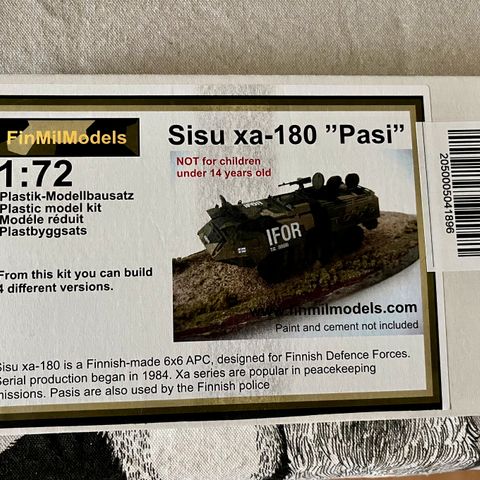 FinMilModels
Sisu xa-180 ”Pasi”
NOT for children
under 14 years old
1:72
Plastik-Modellbausatz
Plastic model kit
Modéle réduit
Plastbyggsats
From this kit you can build
4 different versions.
IFOR
www.finmilmodels.com
Paint and cement not included
Sisu xa-180 is a Finnish-made 6x6 APC, designed for Finnish Defence Forces.
Serial production began in 1984. Xa series are popular in peacekeeping
missions. Pasis are also used by the Finnish police
2050005041896